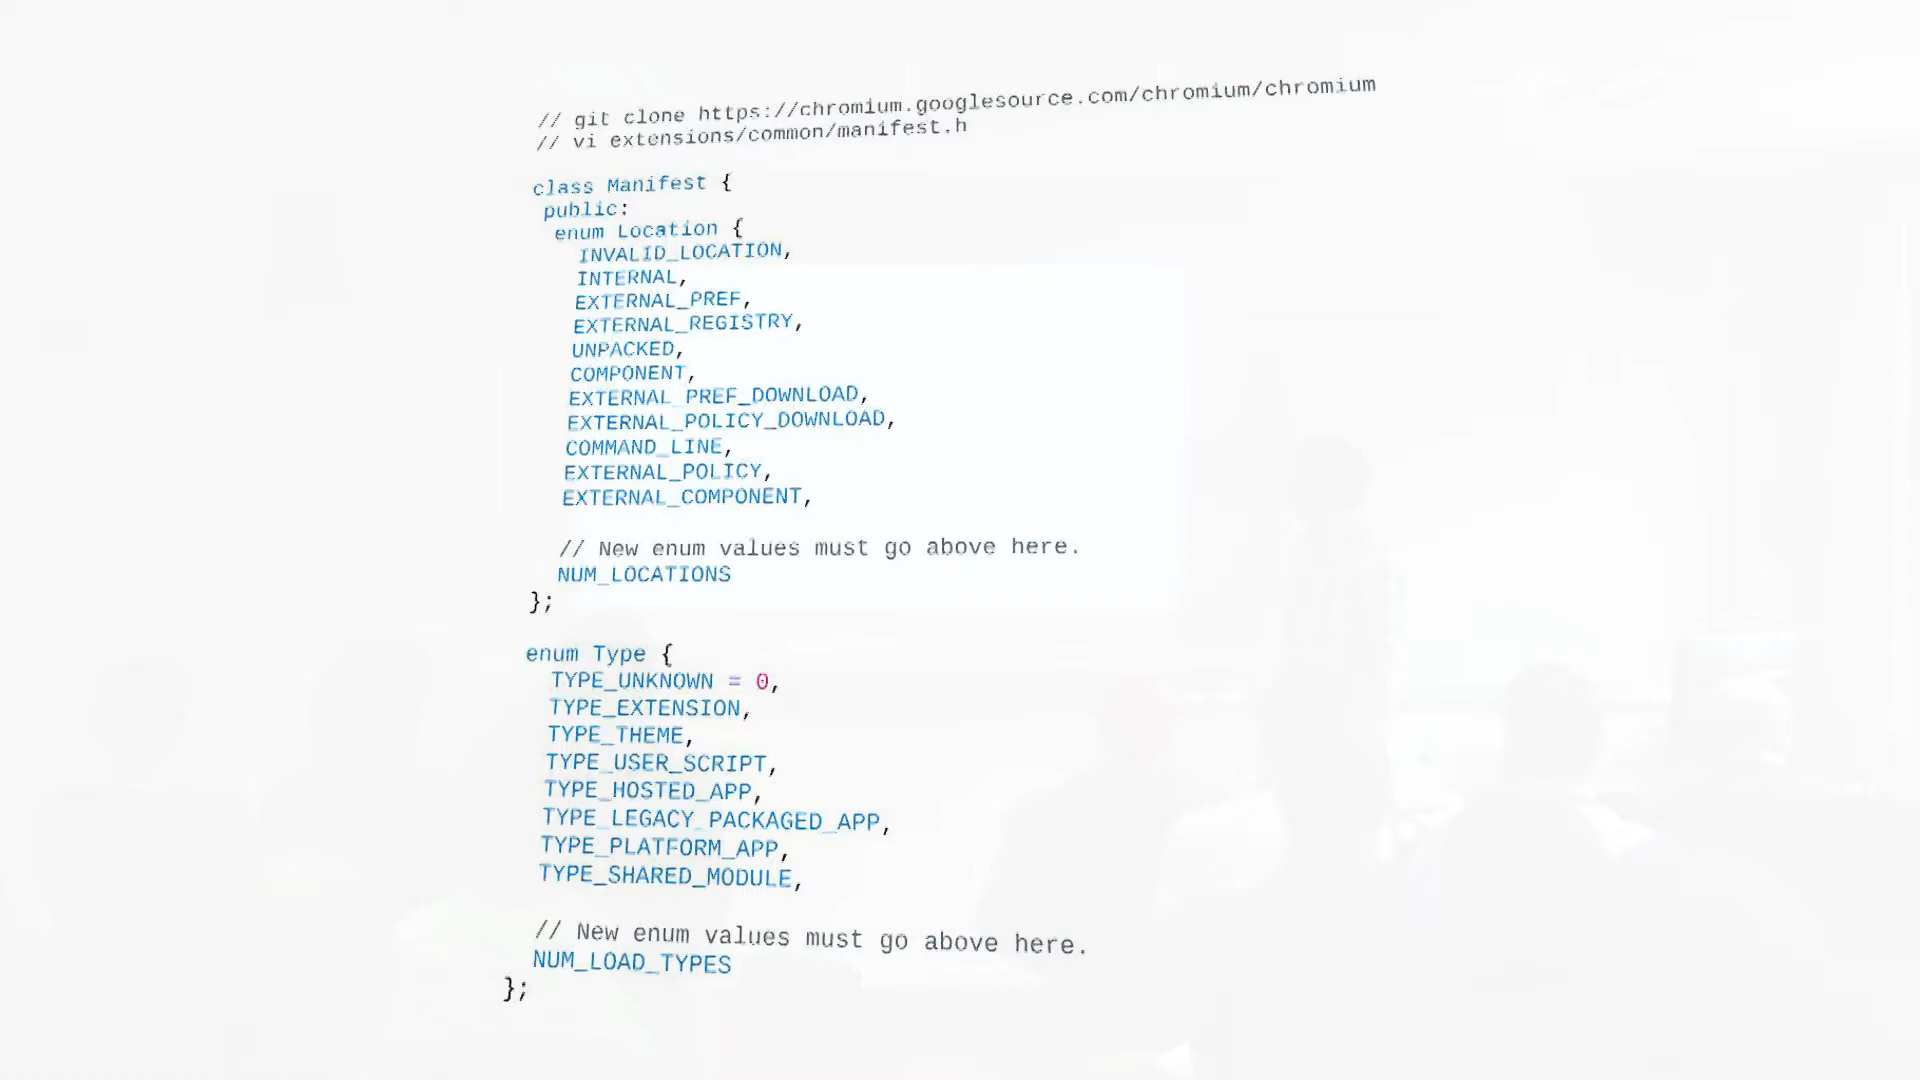 // git clone https://chromium.googlesource.com/chromium/chromium
// vi extensions/common/manifest.h
class Manifest {
public:
enum Location {
INVALID_LOCATION,
INTERNAL,
EXTERNAL_PREF,
EXTERNAL_REGISTRY,
UNPACKED,
COMPONENT,
EXTERNAL_PREF_DOWNLOAD,
EXTERNAL_POLICY_DOWNLOAD,
COMMAND_LINE,
EXTERNAL_POLICY,
EXTERNAL_COMPONENT,
// New enum values must go above here.
NUM_LOCATIONS
};
enum Type {
TYPE_UNKNOWN = 0,
TYPE_EXTENSION,
TYPE_THEME,
TYPE_USER_SCRIPT,
TYPE_HOSTED_APP,
TYPE_LEGACY_PACKAGED_APP,
TYPE_PLATFORM_APP,
TYPE_SHARED_MODULE,
// New enum values must go above here.
NUM_LOAD_TYPES
};